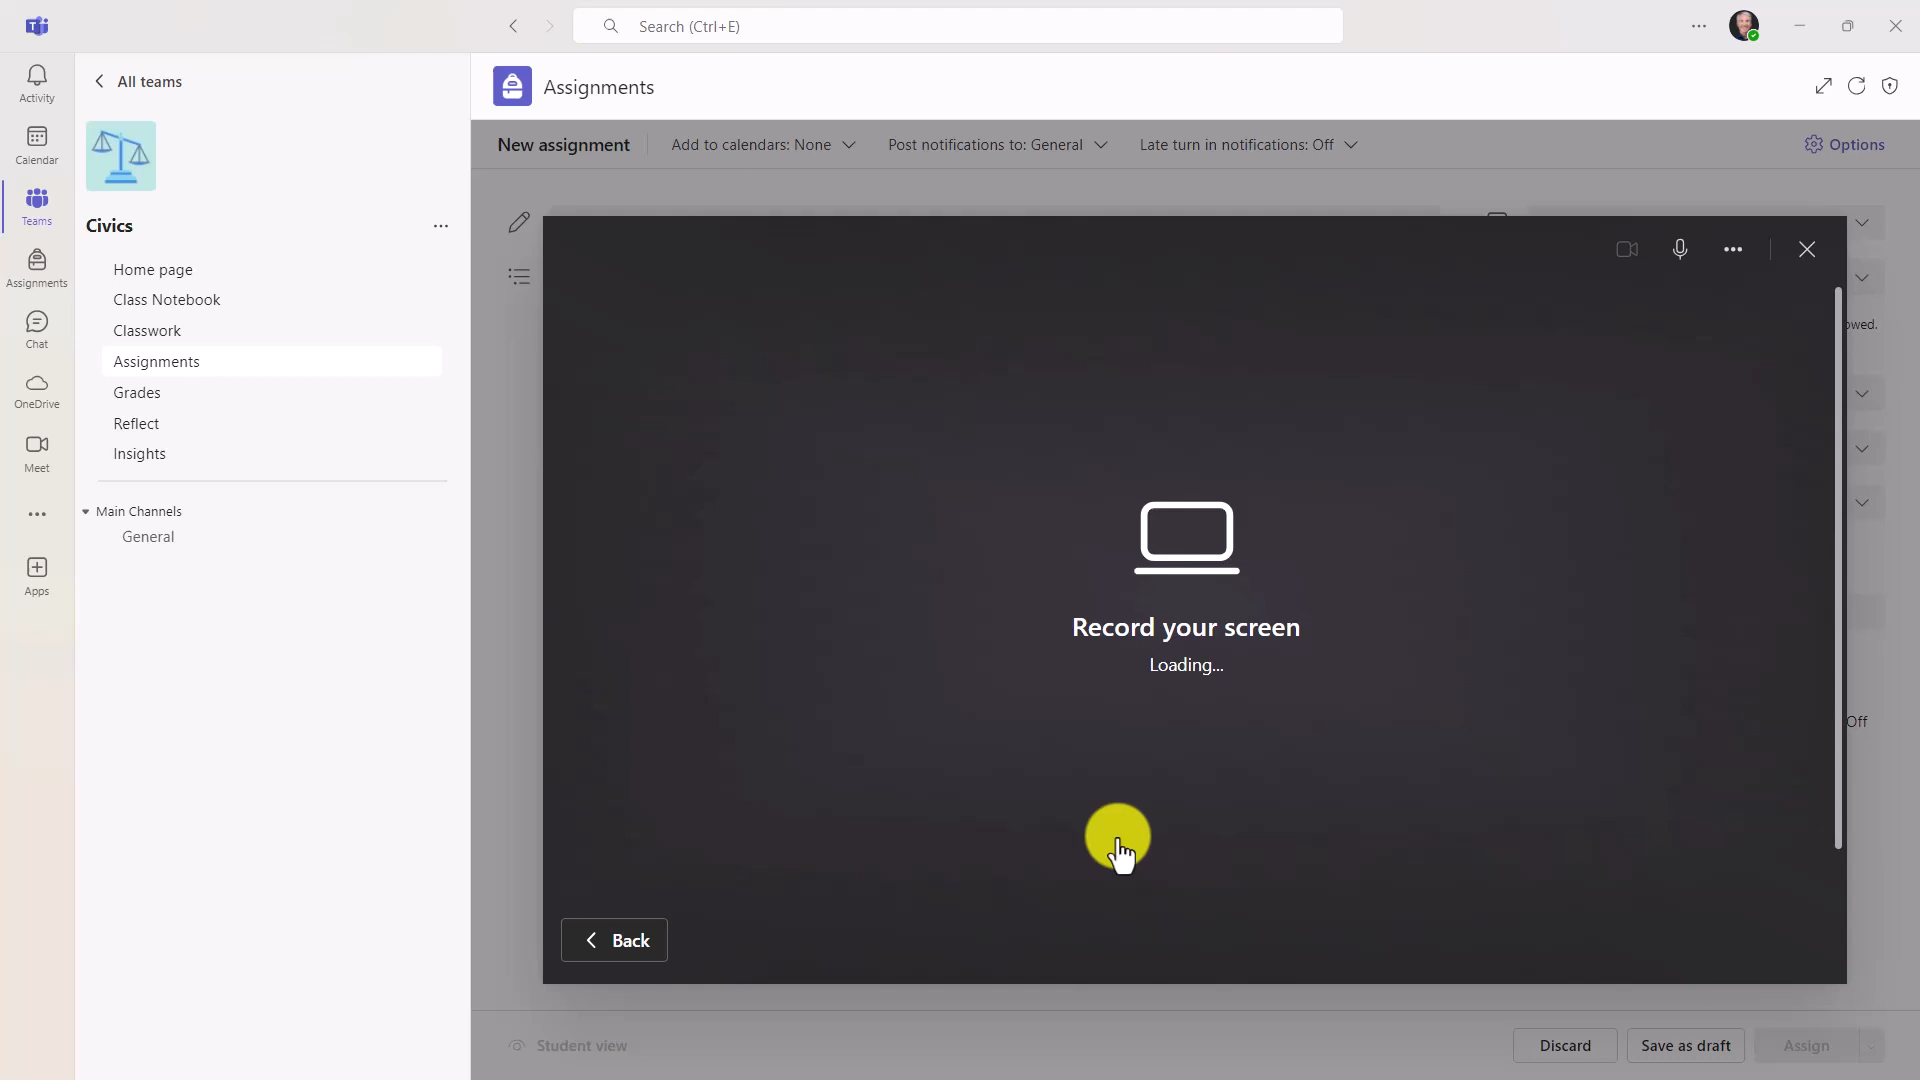 Search (Ctrl+E)
Activity
Calendar
Teams
Assignments
Chat
OneDrive
Meet
Apps
All teams
Civics
Home page
Class Notebook
Classwork
Assignments
Grades
Reflect
Insights
Main Channels
General
Assignments
New assignment
Add to calendars: None
Post notifications to: General
Late turn in notifications: Off
Options
owed.
Record your screen
Loading...
Off
Back
Student view
Discard
Save as draft
Assign